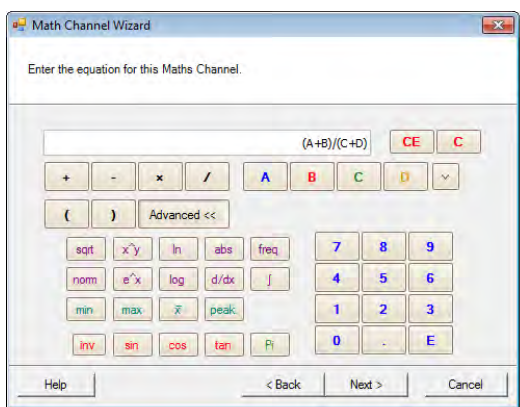 Math Channel Wizard
Enter the equation for this Maths Channel.
(A+B)/(C+D) CE C
+ - × / A B C D
( ) Advanced <<
sqrt x^y ln abs freq 7 8 9
norm e^x log d/dx ∫ 4 5 6
min max x̅ peak 1 2 3
inv sin cos tan Pi 0 . E
Help < Back Next > Cancel